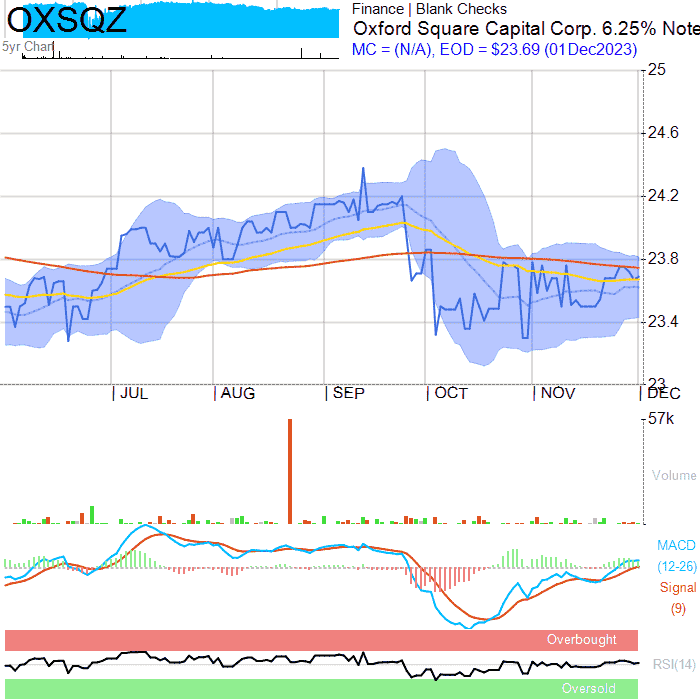 OXSQZ
5yr Chart
Finance | Blank Checks
Oxford Square Capital Corp. 6.25% Note
MC = (N/A), EOD = $23.69 (01Dec2023)
25
24.6
24.2
23.8
23.4
23
JUL AUG SEP OCT NOV DEC
57k
Volume
MACD
(12-26)
Signal
(9)
Overbought
RSI(14)
Oversold